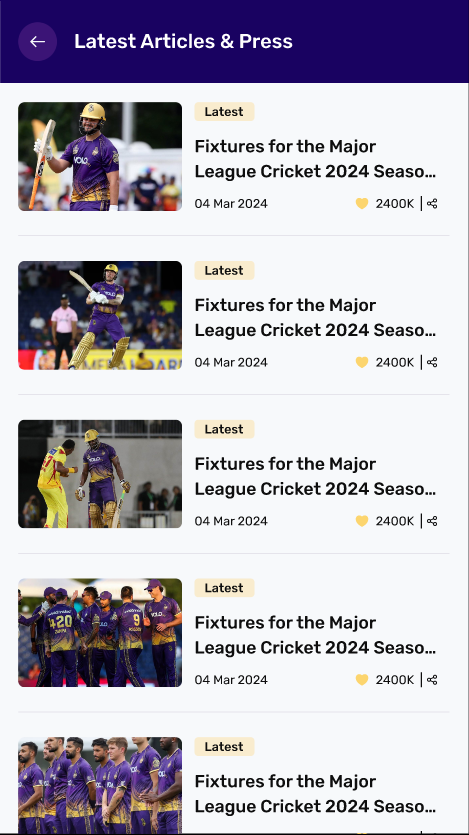 Latest Articles & Press
Latest
Fixtures for the Major
League Cricket 2024 Seaso...
04 Mar 2024
2400K
Latest
Fixtures for the Major
League Cricket 2024 Seaso...
04 Mar 2024
2400K
Latest
Fixtures for the Major
League Cricket 2024 Seaso...
04 Mar 2024
2400K
420
9
Latest
Fixtures for the Major
League Cricket 2024 Seaso...
04 Mar 2024
2400K
Latest
Fixtures for the Major
League Cricket 2024 Seaso...